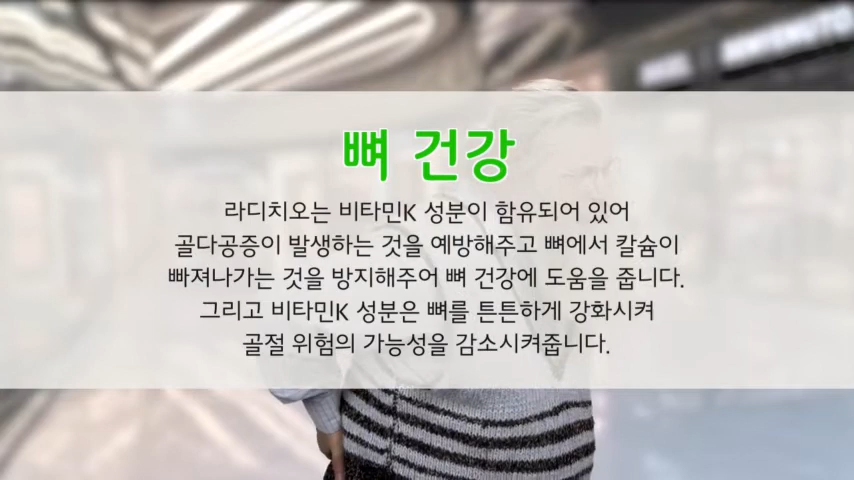 뼈 건강
라디치오는 비타민K 성분이 함유되어 있어
골다공증이 발생하는 것을 예방해주고 뼈에서 칼슘이
빠져나가는 것을 방지해주어 뼈 건강에 도움을 줍니다.
그리고 비타민K 성분은 뼈를 튼튼하게 강화시켜
골절 위험의 가능성을 감소시켜줍니다.